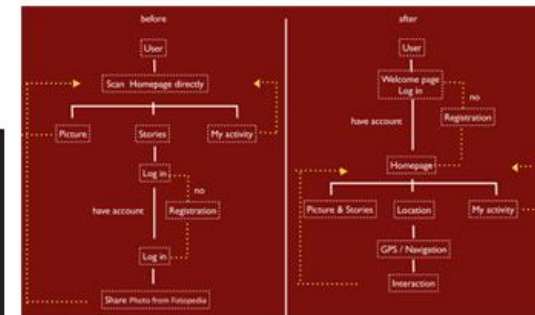 before
User
Scan Homepage directly
Picture
Stories
My activity
Log in
no
have account
Registration
Log in
Share Photo from Fotopedia
after
User
Welcome page
Log in
no
have account
Registration
Homepage
Picture & Stories
Location
My activity
GPS / Navigation
Interaction